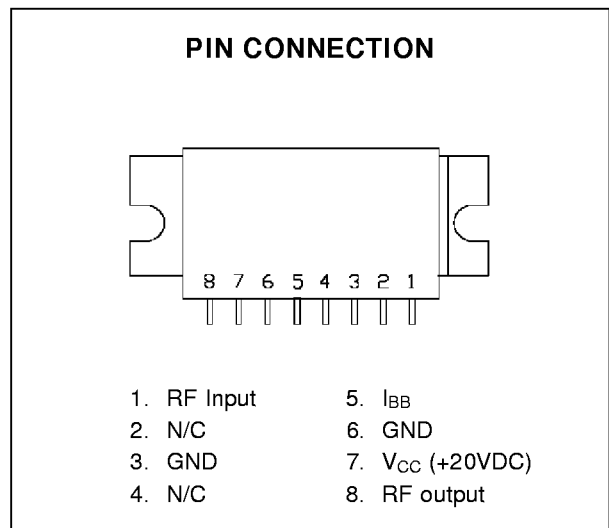 PIN CONNECTION
8 7 6 5 4 3 2 1
1. RF Input
2. N/C
3. GND
4. N/C
5. IBB
6. GND
7. VCC (+20VDC)
8. RF output